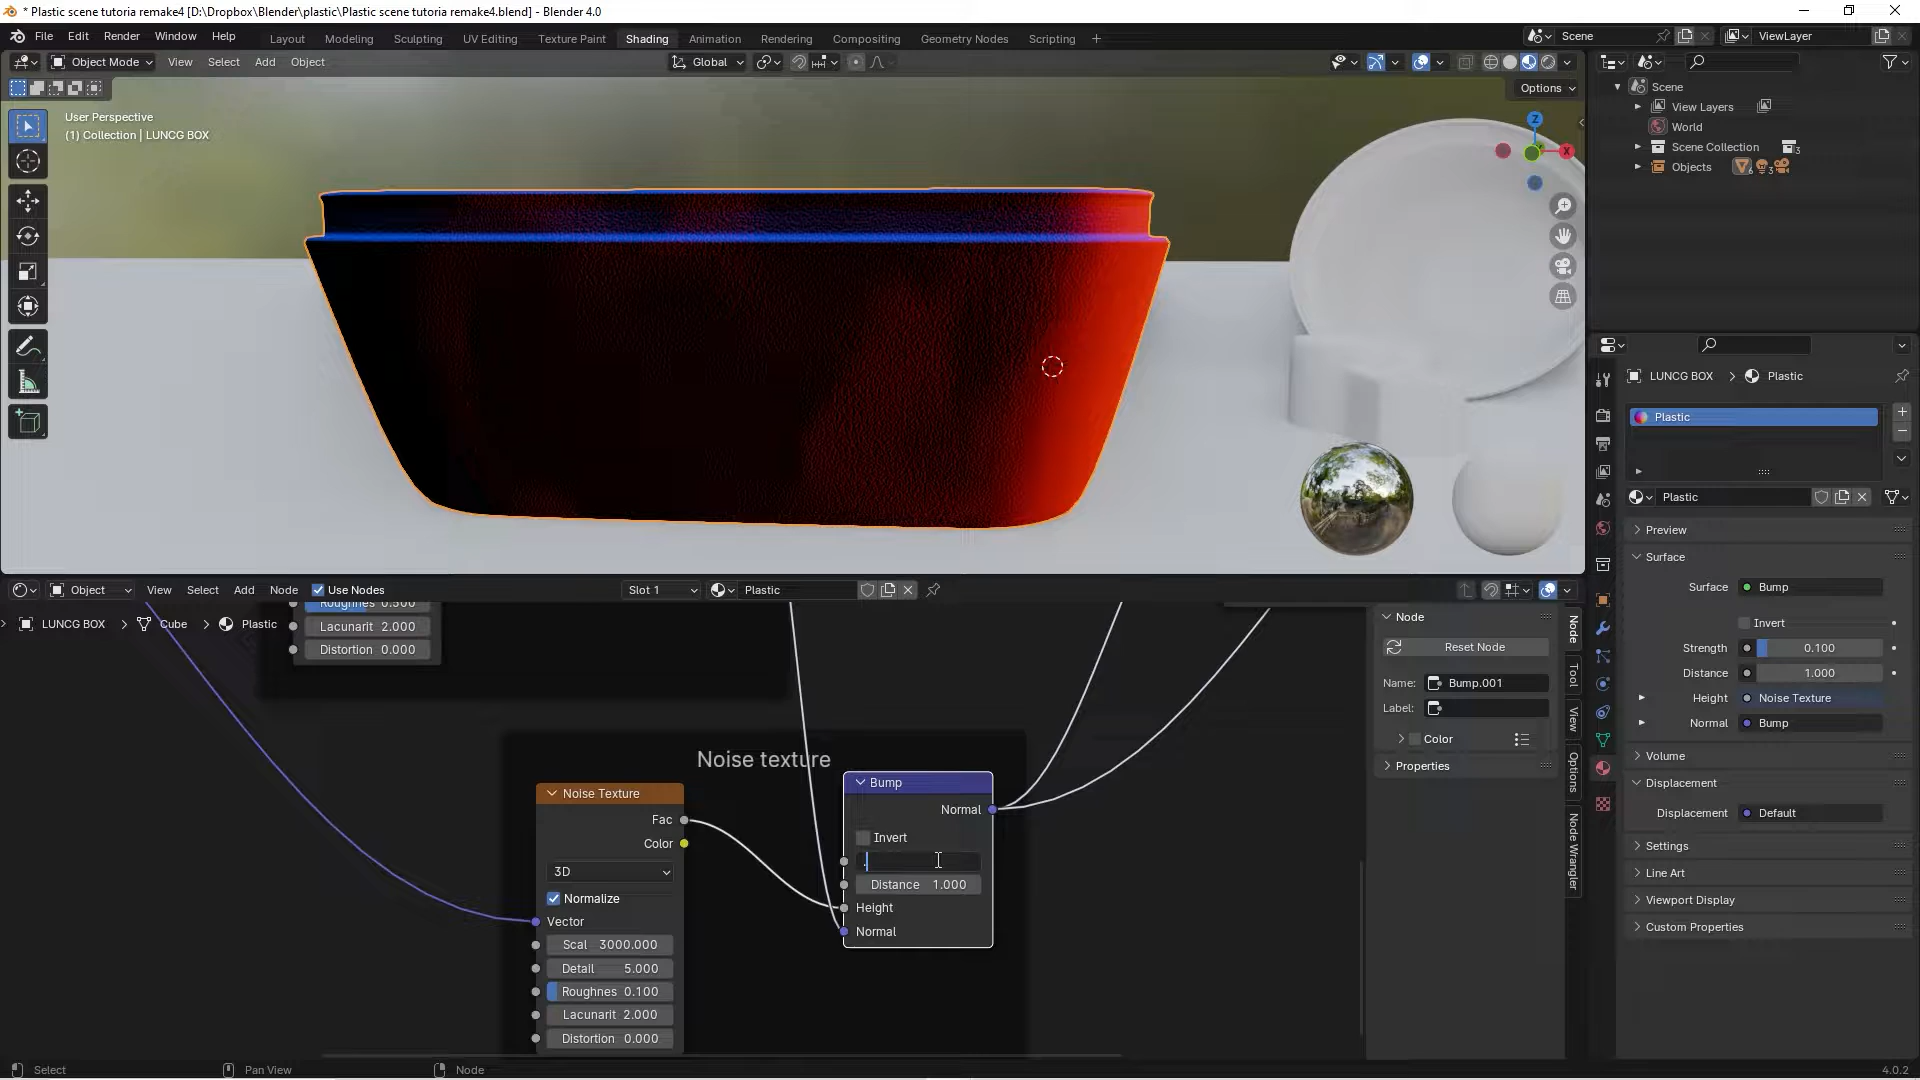 * Plastic scene tutoria remake4 [D:\Dropbox\Blender\plastic\Plastic scene tutoria remake4.blend] - Blender 4.0
File Edit Render Window Help
Layout Modeling Sculpting UV Editing Texture Paint Shading Animation Rendering Compositing Geometry Nodes Scripting +
Scene
ViewLayer
Object Mode View Select Add Object
Global
Options
User Perspective
(1) Collection | LUNCG BOX
Z
X
Scene
View Layers
World
Scene Collection
3
Objects
6
3
LUNCG BOX > Plastic
Plastic
Plastic
Preview
Surface
Surface Bump
Invert
Strength 0.100
Distance 1.000
Height Noise Texture
Normal Bump
Volume
Displacement
Displacement Default
Settings
Line Art
Viewport Display
Custom Properties
Object View Select Add Node Use Nodes
Slot 1
Plastic
LUNCG BOX > Cube > Plastic
Roughness 0.500
Lacunarit 2.000
Distortion 0.000
Noise texture
Noise Texture
Fac
Color
3D
Normalize
Vector
Scal 3000.000
Detail 5.000
Roughnes 0.100
Lacunarit 2.000
Distortion 0.000
Bump
Normal
Invert
.
Distance 1.000
Height
Normal
Node
Reset Node
Name: Bump.001
Label:
Color
Properties
Node
Tool
View
Options
Node Wrangler
Select
Pan View
Node
4.0.2